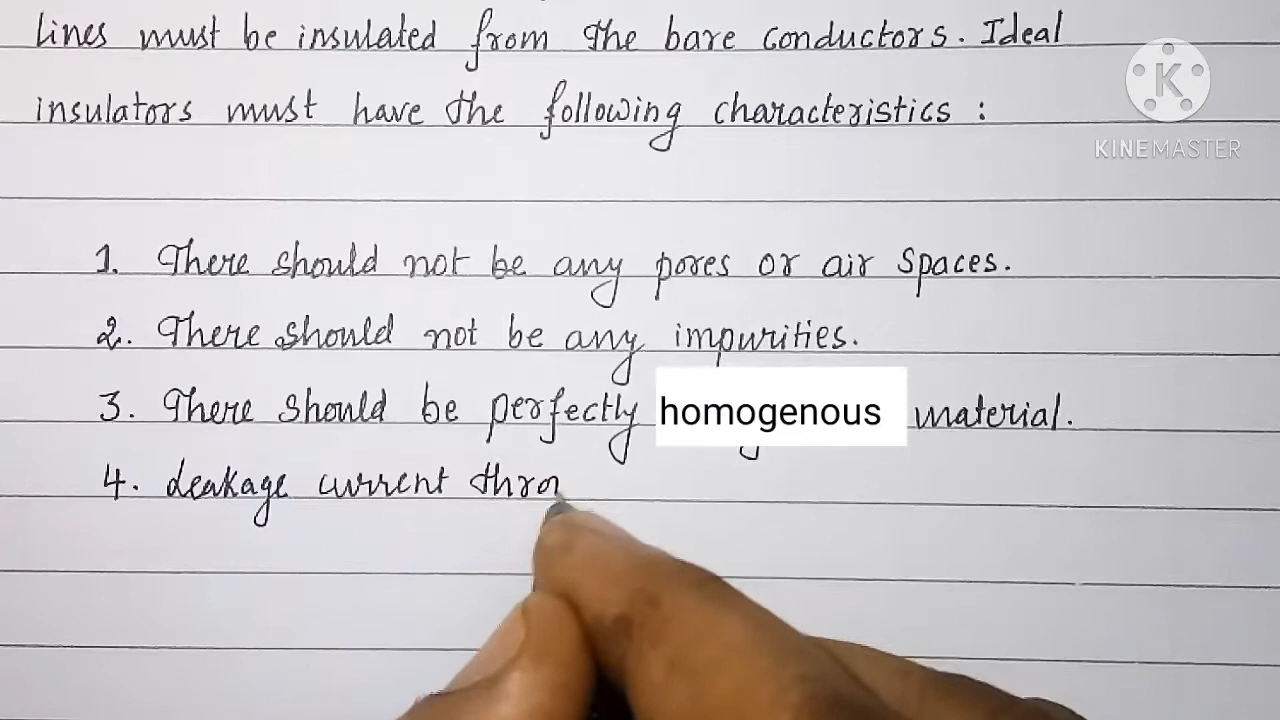 lines must be insulated from the bare conductors. Ideal
insulators must have the following characteristics :
KINEMASTER
1. There should not be any pores or air spaces.
2. There should not be any impurities.
3. There should be perfectly homogenous material.
4. Leakage current thro